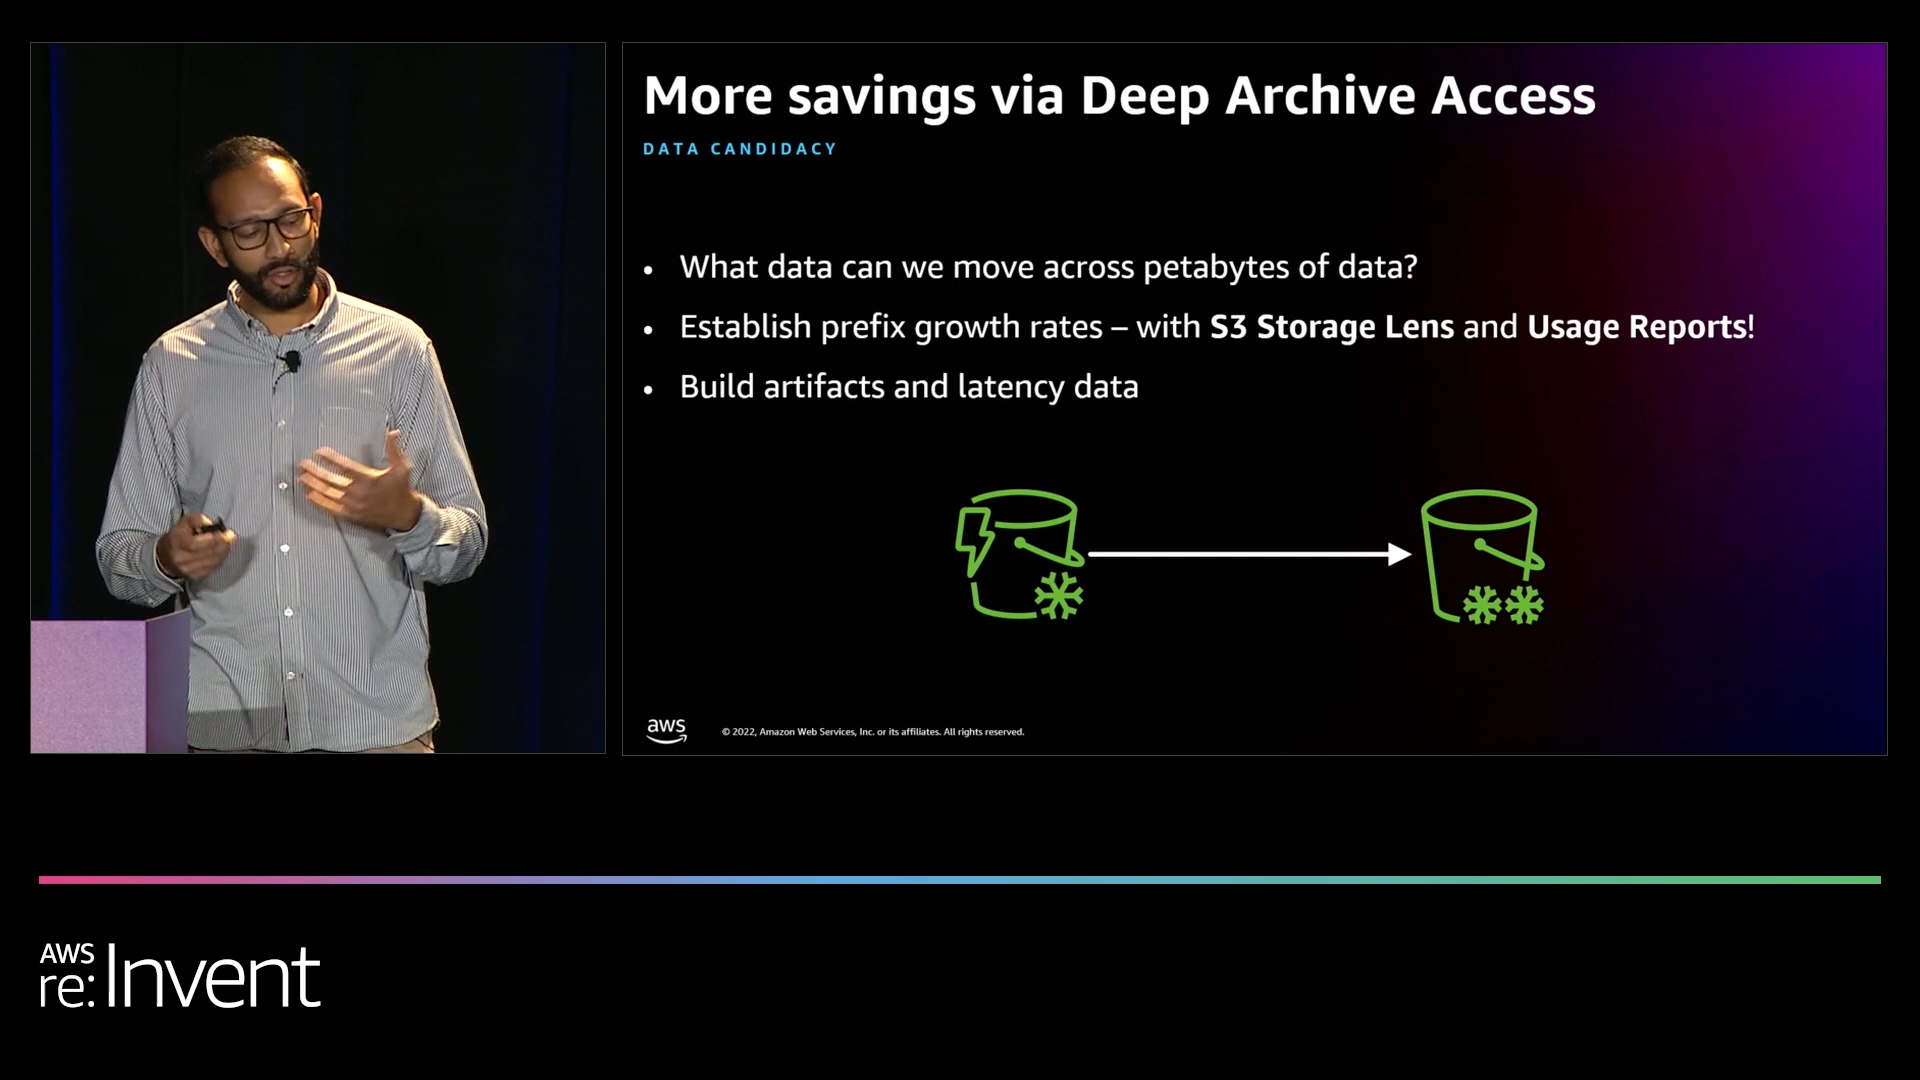 More savings via Deep Archive Access
DATA CANDIDACY
• What data can we move across petabytes of data?
• Establish prefix growth rates – with S3 Storage Lens and Usage Reports!
• Build artifacts and latency data
aws
© 2022, Amazon Web Services, Inc. or its affiliates. All rights reserved.
AWS
re:Invent